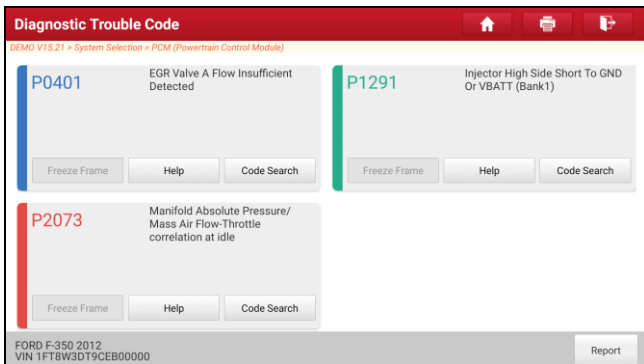 Diagnostic Trouble Code
DEMO V15.21 > System Selection > PCM (Powertrain Control Module)
P0401
EGR Valve A Flow Insufficient
Detected
Freeze Frame
Help
Code Search
P1291
Injector High Side Short To GND
Or VBATT (Bank1)
Freeze Frame
Help
Code Search
P2073
Manifold Absolute Pressure/
Mass Air Flow-Throttle
correlation at idle
Freeze Frame
Help
Code Search
FORD F-350 2012
VIN 1FT8W3DT9CEB00000
Report